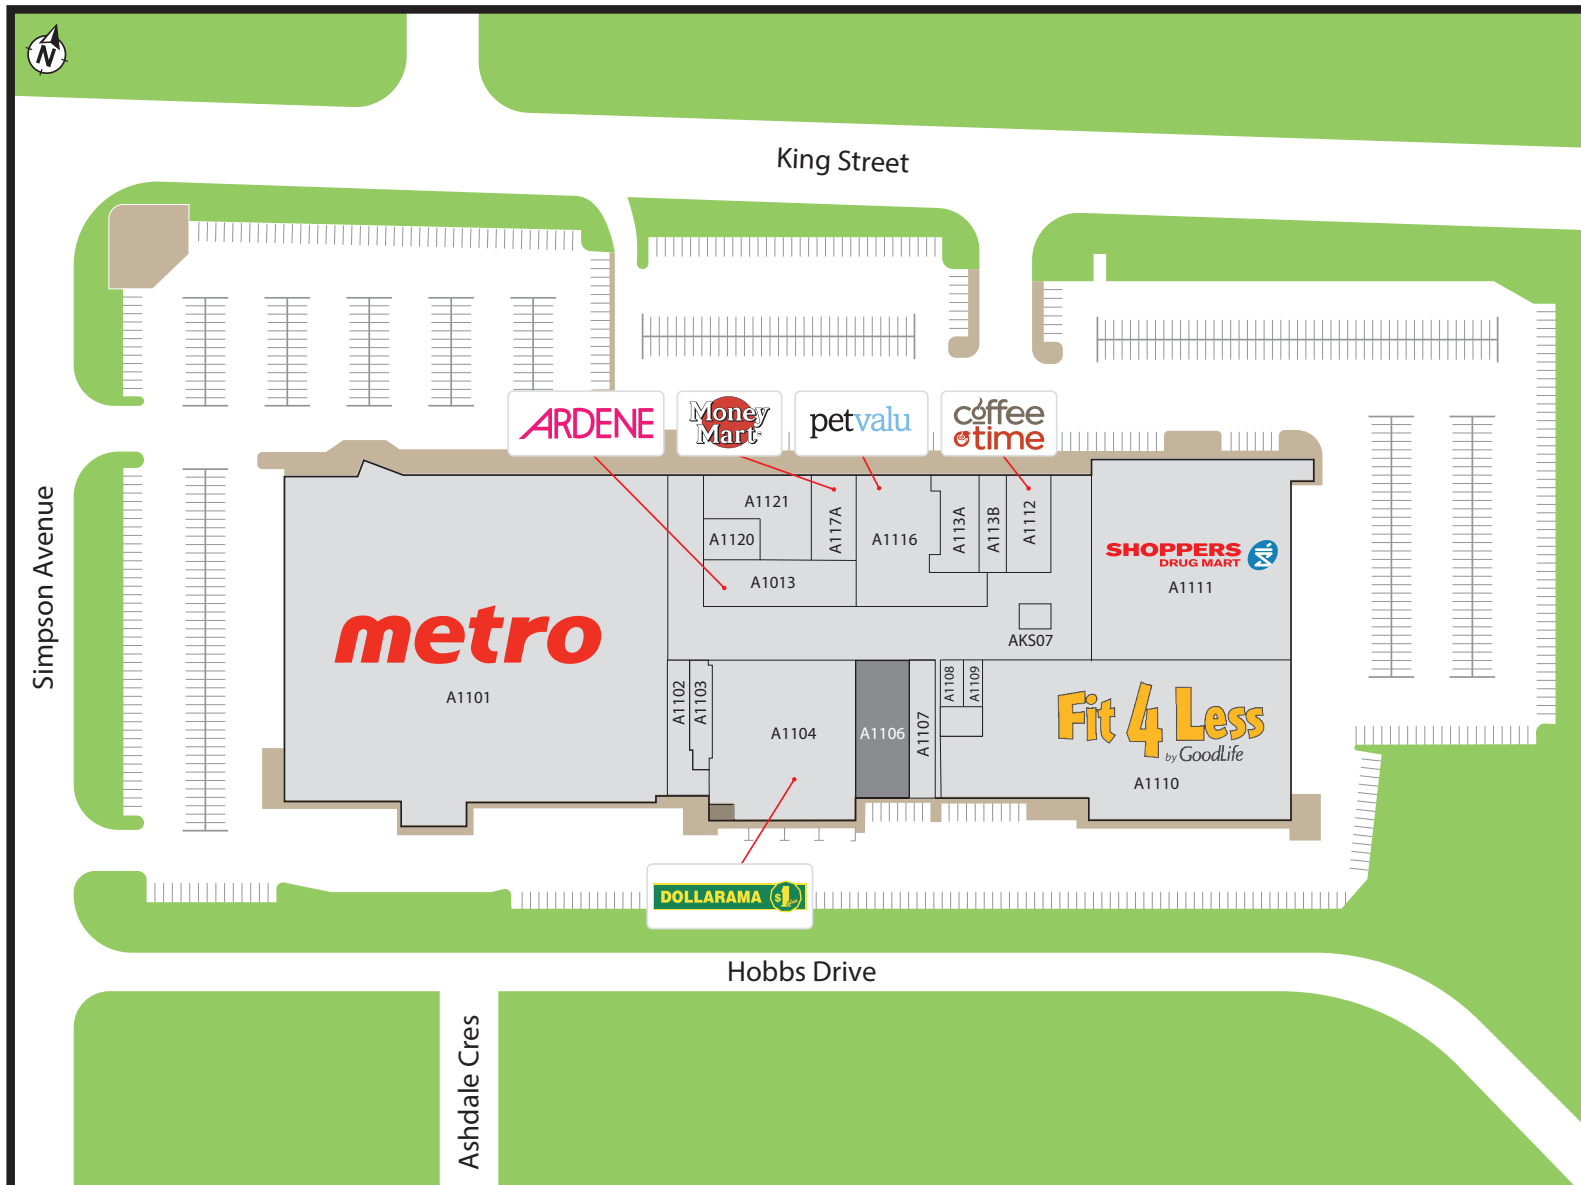 N
King Street
ARDENE
Money
Mart
petvalu
coffee
time
A1121
A1120
A117A
A1116
A113A
A113B
A1112
A1013
SHOPPERS
DRUG MART
A1111
AKS07
Simpson Avenue
metro
A1101
A1102
A1103
A1104
A1106
A1107
A1108
A1109
Fit 4 Less
by GoodLife
A1110
DOLLARAMA $1
Hobbs Drive
Ashdale Cres